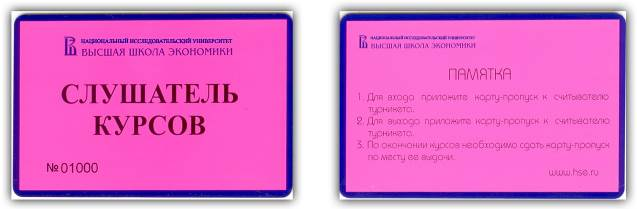 НАЦИОНАЛЬНЫЙ ИССЛЕДОВАТЕЛЬСКИЙ УНИВЕРСИТЕТ
ВЫСШАЯ ШКОЛА ЭКОНОМИКИ
СЛУШАТЕЛЬ
КУРСОВ
№ 01000
НАЦИОНАЛЬНЫЙ ИССЛЕДОВАТЕЛЬСКИЙ УНИВЕРСИТЕТ
ВЫСШАЯ ШКОЛА ЭКОНОМИКИ
ПАМЯТКА
1. Для входа приложите карту-пропуск к считывателю
турникета.
2. Для выхода приложите карту-пропуск к считывателю
турникета.
3. По окончании курсов необходимо сдать карту-пропуск
по месту ее выдачи.
www.hse.ru